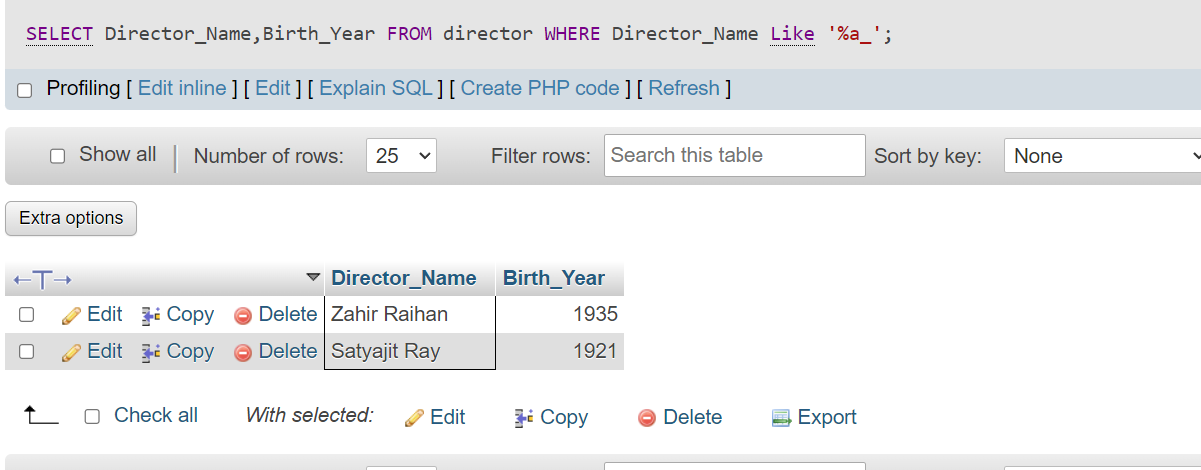 SELECT Director_Name,Birth_Year FROM director WHERE Director_Name Like '%a_';
Profiling [ Edit inline ] [ Edit ] [ Explain SQL ] [ Create PHP code ] [ Refresh ]
Show all Number of rows: 25 Filter rows: Search this table Sort by key: None
Extra options
←T→ Director_Name Birth_Year
Edit Copy Delete Zahir Raihan 1935
Edit Copy Delete Satyajit Ray 1921
Check all With selected: Edit Copy Delete Export